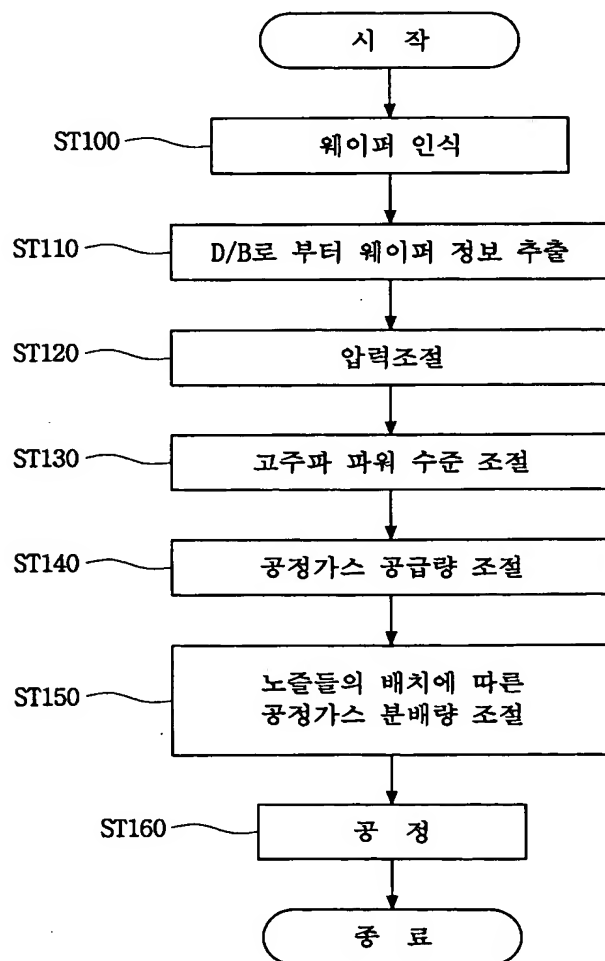 시 작
ST100
웨이퍼 인식
ST110
D/B로 부터 웨이퍼 정보 추출
ST120
압력조절
ST130
고주파 파워 수준 조절
ST140
공정가스 공급량 조절
ST150
노즐들의 배치에 따른
공정가스 분배량 조절
ST160
공 정
종 료